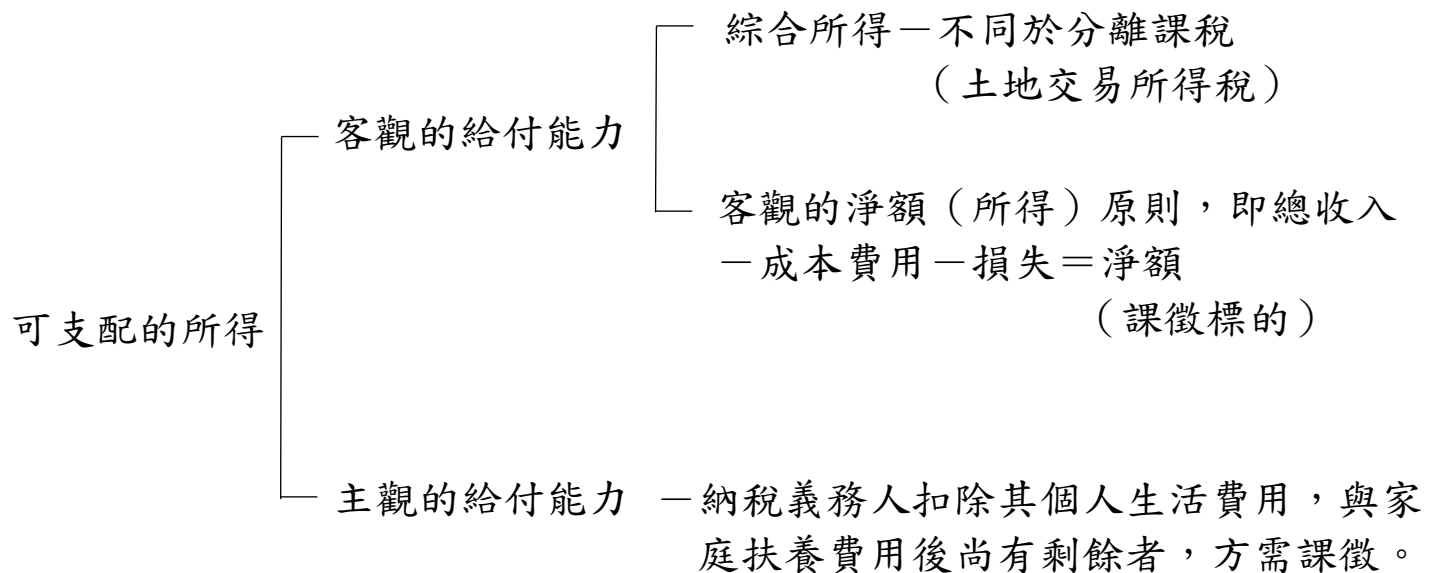 綜合所得－不同於分離課稅
（土地交易所得稅）
客觀的給付能力
客觀的淨額（所得）原則，即總收入
－成本費用－損失＝淨額
（課徵標的）
可支配的所得
主觀的給付能力 －納稅義務人扣除其個人生活費用，與家
庭扶養費用後尚有剩餘者，方需課徵。